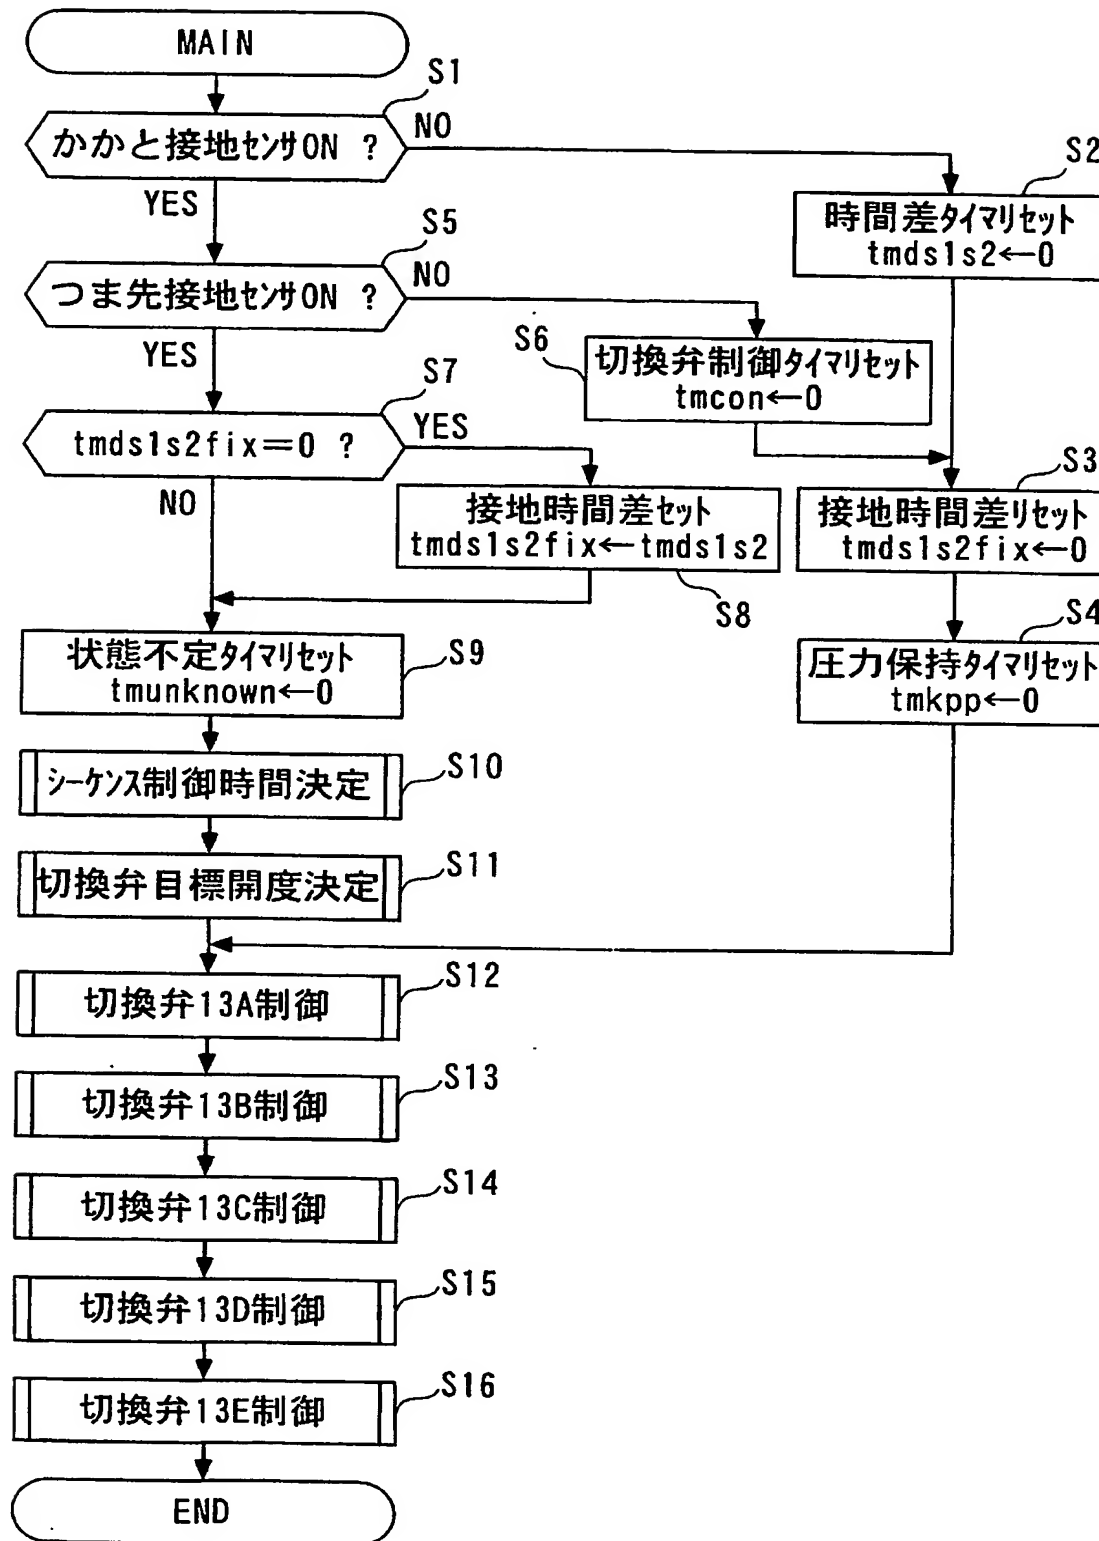 MAIN
S1
かかと接地センサON ?
NO
S2
時間差タイマリセット
tmds1s2←0
YES
S5
つま先接地センサON ?
NO
S6
切換弁制御タイマリセット
tmcon←0
YES
S7
tmds1s2fix==0 ?
YES
S3
接地時間差リセット
tmds1s2fix←0
NO
接地時間差セット
tmds1s2fix←tmds1s2
S8
S4
圧力保持タイマリセット
tmkpp←0
状態不定タイマリセット
tmunknown←0
S9
シーケンス制御時間決定
S10
切換弁目標開度決定
S11
切換弁13A制御
S12
切換弁13B制御
S13
切換弁13C制御
S14
切換弁13D制御
S15
切換弁13E制御
S16
END